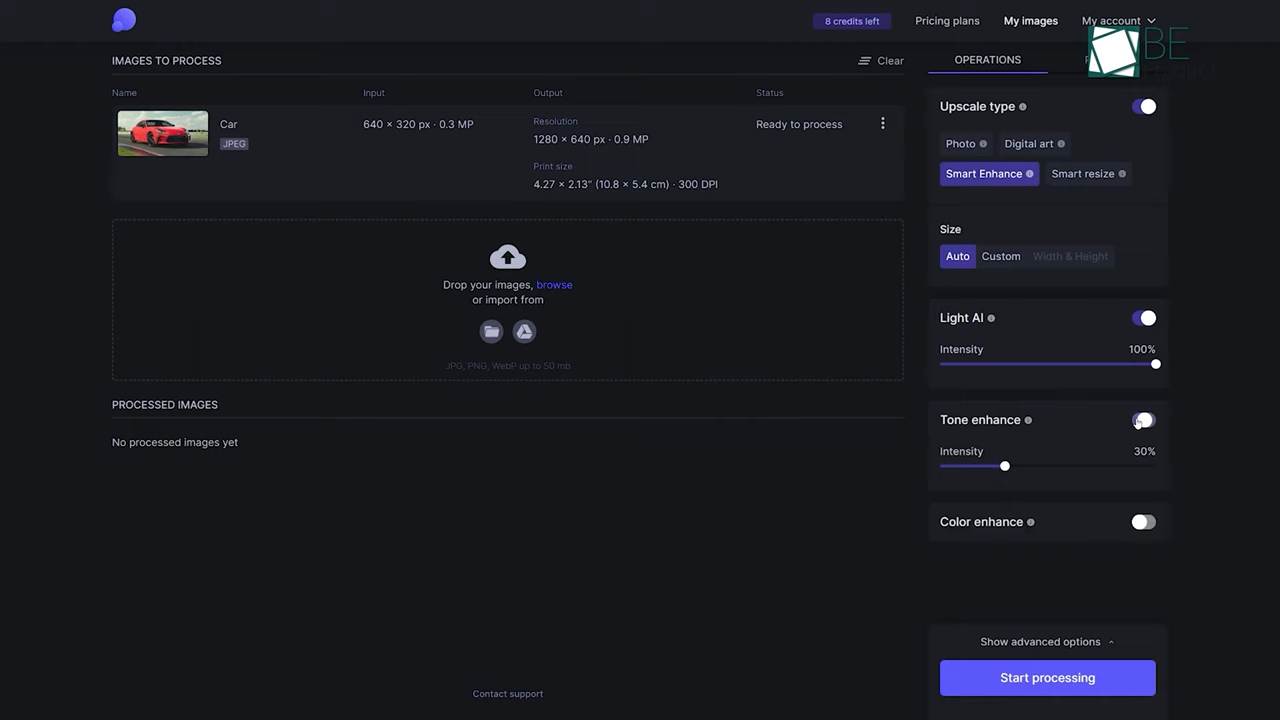 8 credits left
Pricing plans
My images
My account
BE
IMAGES TO PROCESS
Clear
OPERATIONS
Name
Input
Output
Status
Car
JPEG
640 × 320 px · 0.3 MP
Resolution
1280 × 640 px · 0.9 MP
Print size
4.27 × 2.13″ (10.8 × 5.4 cm) · 300 DPI
Ready to process
Drop your images, browse
or import from
JPG, PNG, WebP up to 50 mb
PROCESSED IMAGES
No processed images yet
Contact support
Upscale type
Photo
Digital art
Smart Enhance
Smart resize
Size
Auto
Custom
Width & Height
Light AI
Intensity
100%
Tone enhance
Intensity
30%
Color enhance
Show advanced options
Start processing